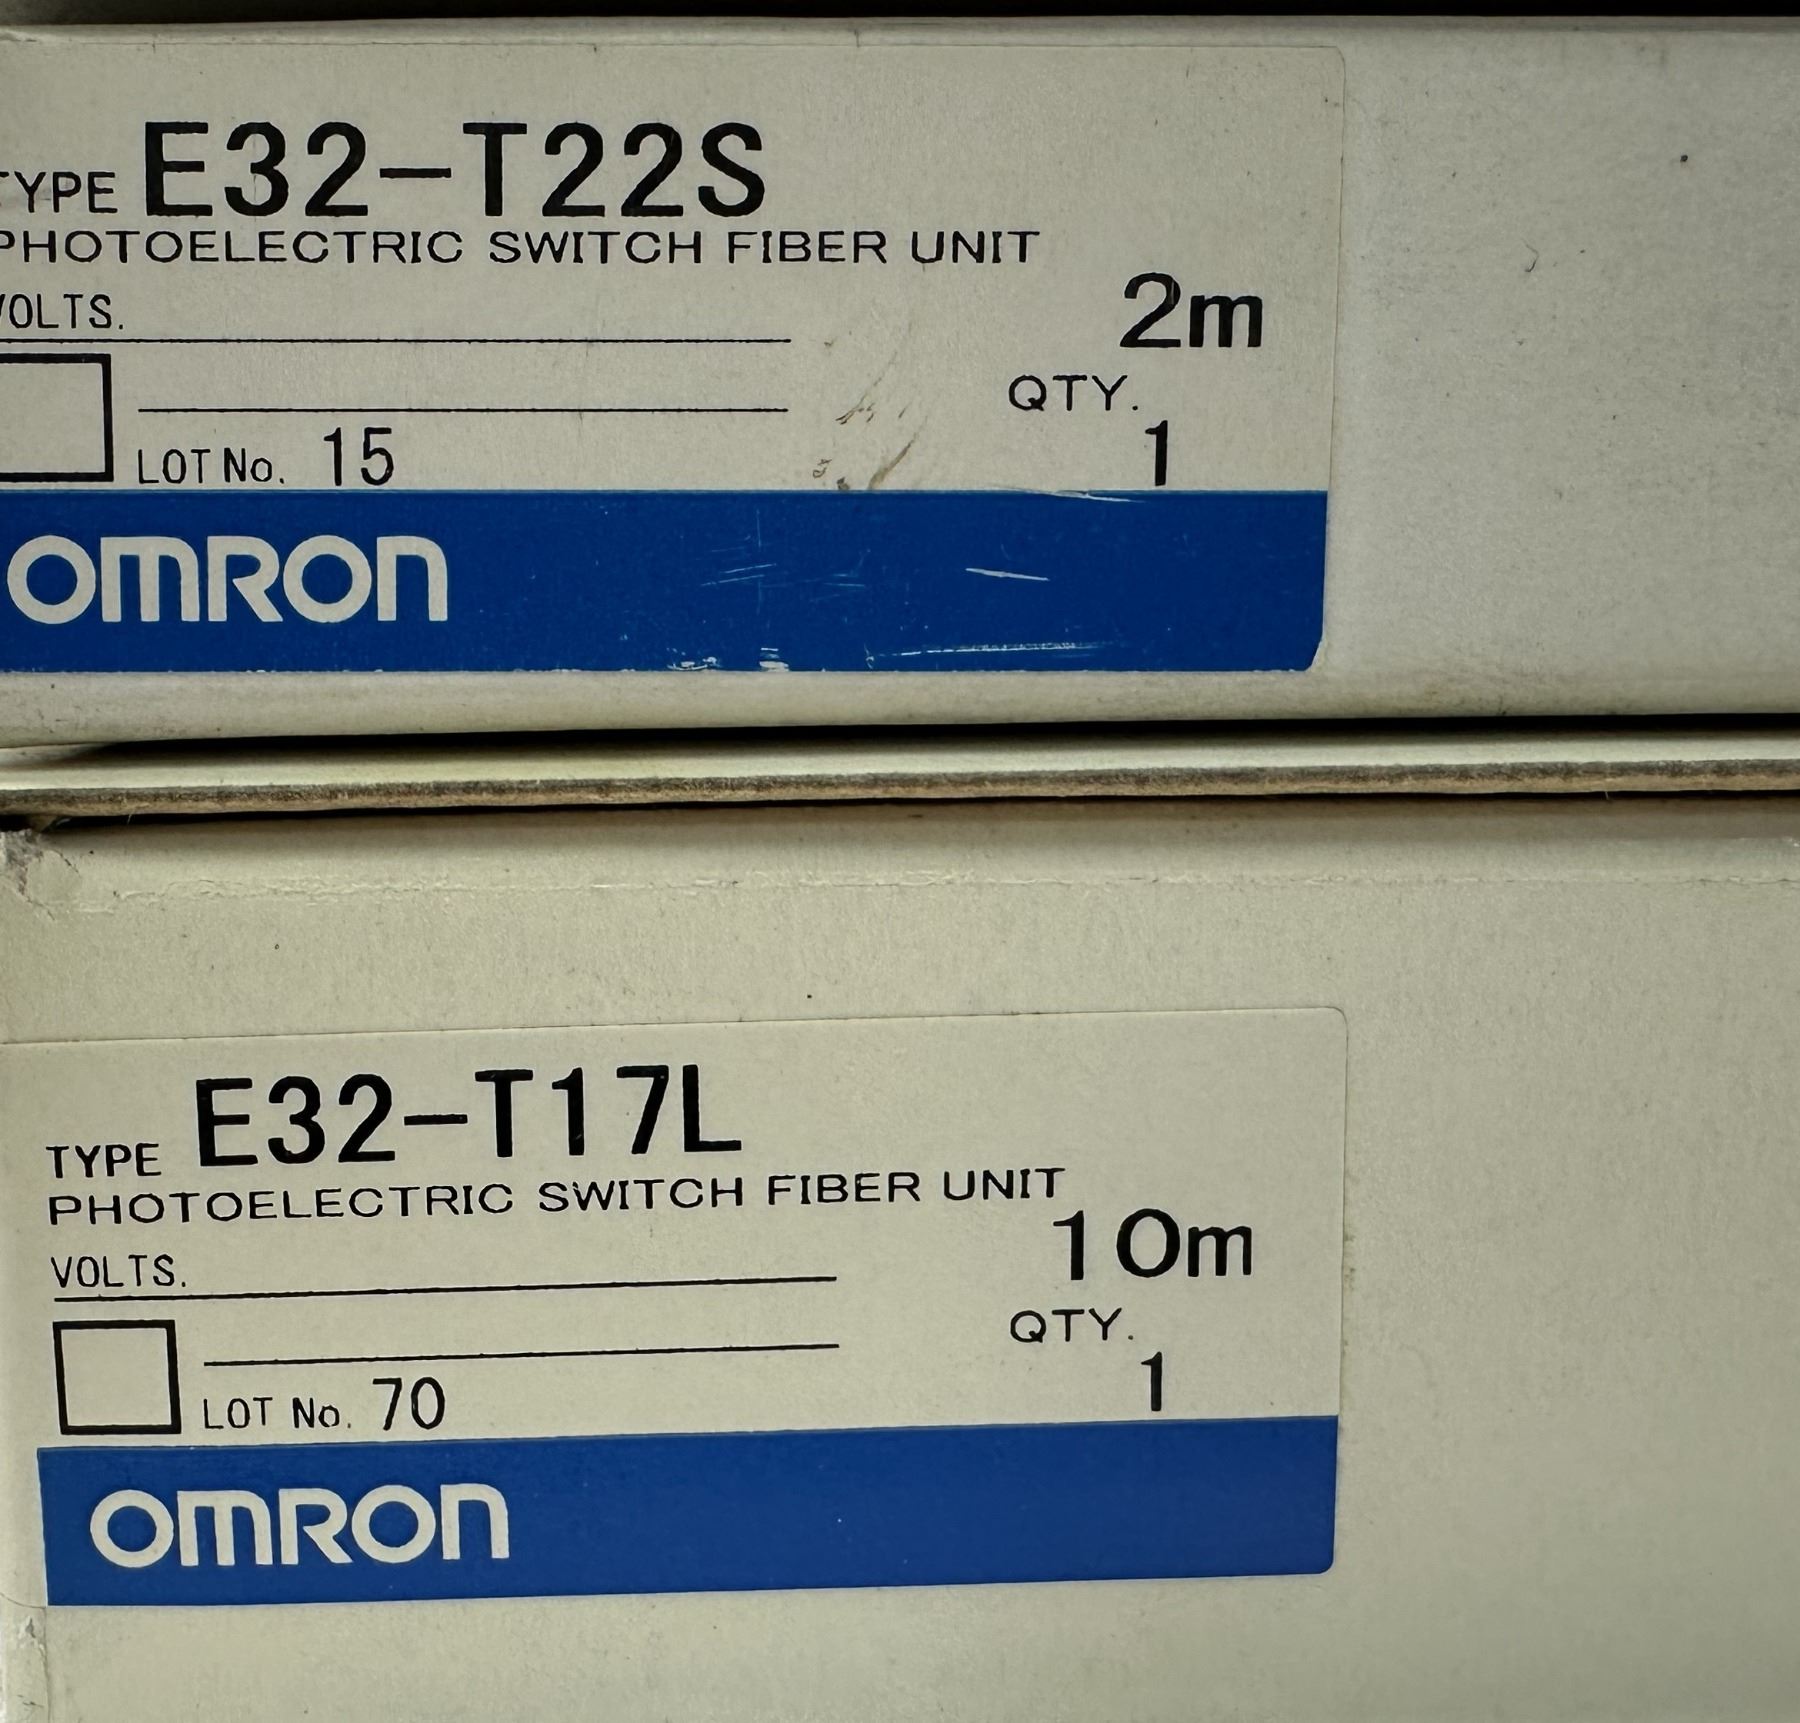 TYPE E32-T22S
PHOTOELECTRIC SWITCH FIBER UNIT
VOLTS.
2m
QTY.
LOT No. 15
1
OMRON
TYPE E32-T17L
PHOTOELECTRIC SWITCH FIBER UNIT
10m
VOLTS.
QTY.
LOT No. 70
1
OMRON